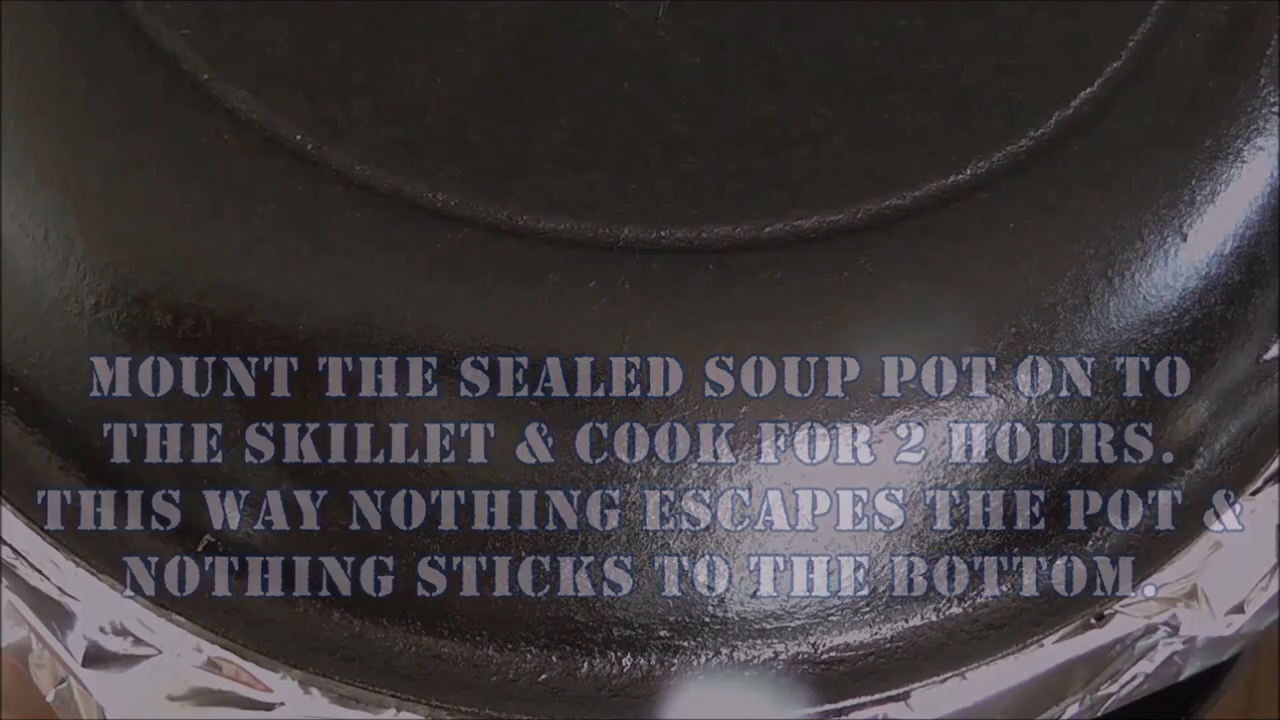 MOUNT THE SEALED SOUP POT ON TO
THE SKILLET & COOK FOR 2 HOURS.
THIS WAY NOTHING ESCAPES THE POT &
NOTHING STICKS TO THE BOTTOM.